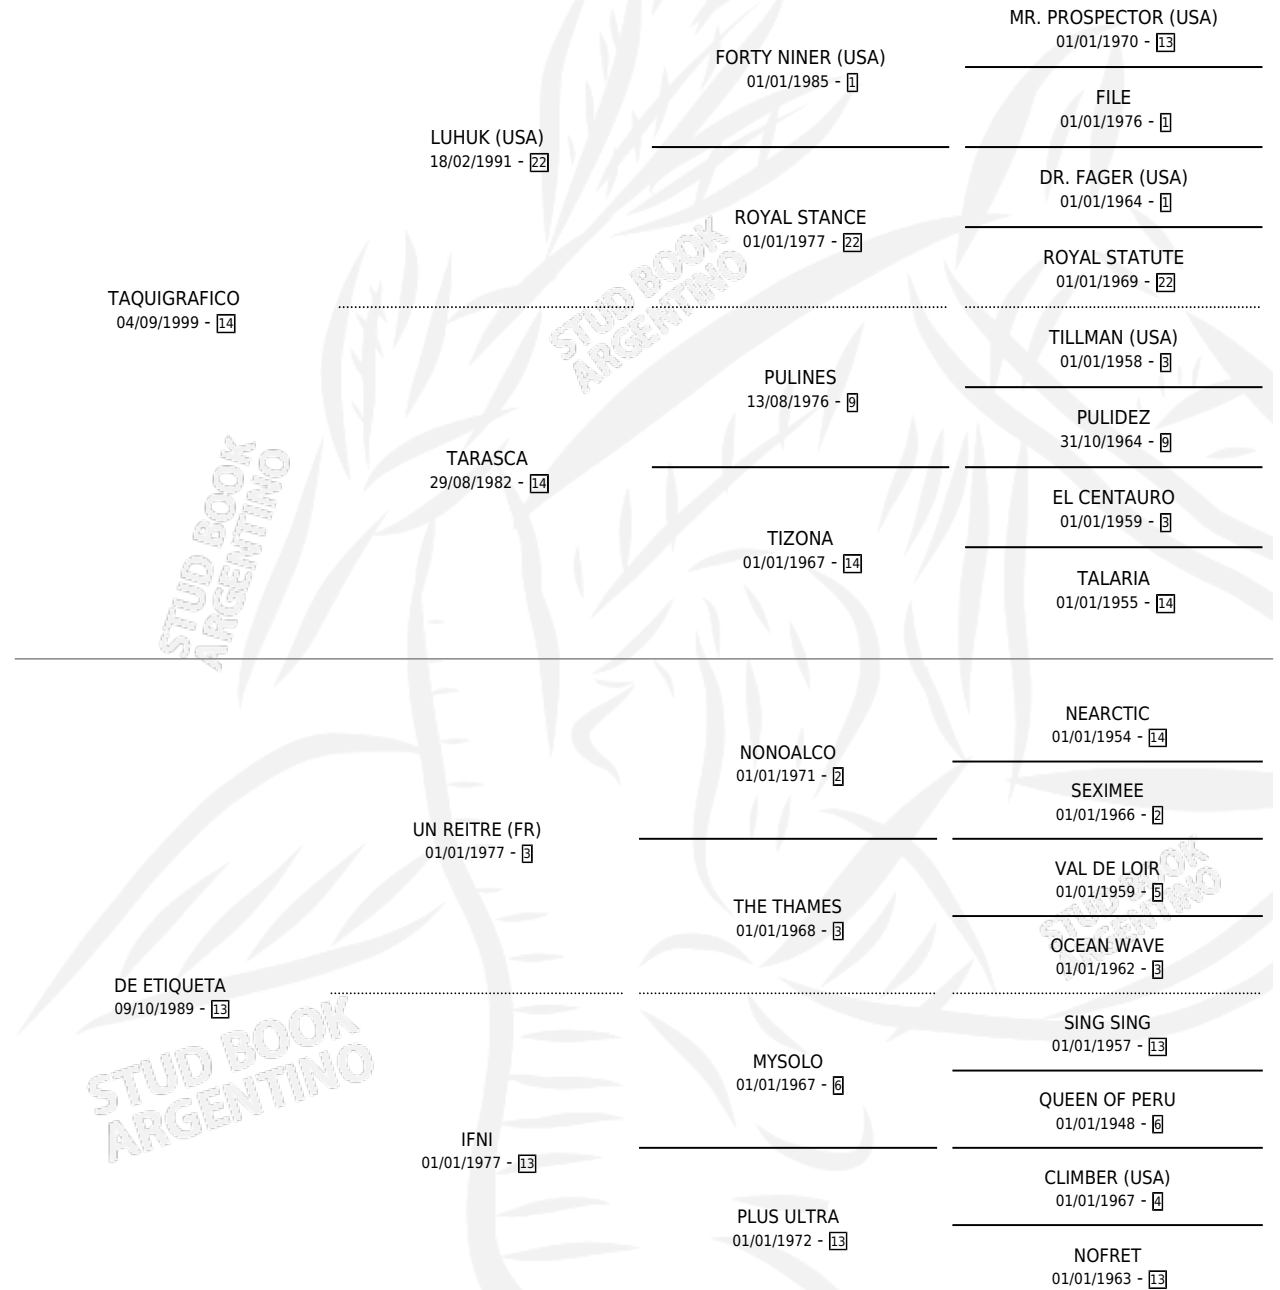 MR. PROSPECTOR (USA)
01/01/1970 - 13
FORTY NINER (USA)
01/01/1985 - 1
FILE
01/01/1976 - 1
LUHUK (USA)
18/02/1991 - 22
DR. FAGER (USA)
01/01/1964 - 1
ROYAL STANCE
01/01/1977 - 22
ROYAL STATUTE
01/01/1969 - 22
STUD BOOK
ARGENTINO
TAQUIGRAFICO
04/09/1999 - 14
TILLMAN (USA)
01/01/1958 - 3
PULINES
13/08/1976 - 9
PULIDEZ
31/10/1964 - 9
TARASCA
29/08/1982 - 14
EL CENTAURO
01/01/1959 - 3
TIZONA
01/01/1967 - 14
TALARIA
01/01/1955 - 14
STUD BOOK
ARGENTINO
NEARCTIC
01/01/1954 - 14
NONOALCO
01/01/1971 - 2
SEXIMEE
01/01/1966 - 2
UN REITRE (FR)
01/01/1977 - 3
VAL DE LOIR
01/01/1959 - 5
STUD BOOK
ARGENTINO
THE THAMES
01/01/1968 - 3
OCEAN WAVE
01/01/1962 - 3
DE ETIQUETA
09/10/1989 - 13
STUD BOOK
ARGENTINO
SING SING
01/01/1957 - 13
MYSOLO
01/01/1967 - 6
QUEEN OF PERU
01/01/1948 - 6
IFNI
01/01/1977 - 13
CLIMBER (USA)
01/01/1967 - 4
PLUS ULTRA
01/01/1972 - 13
NOFRET
01/01/1963 - 13